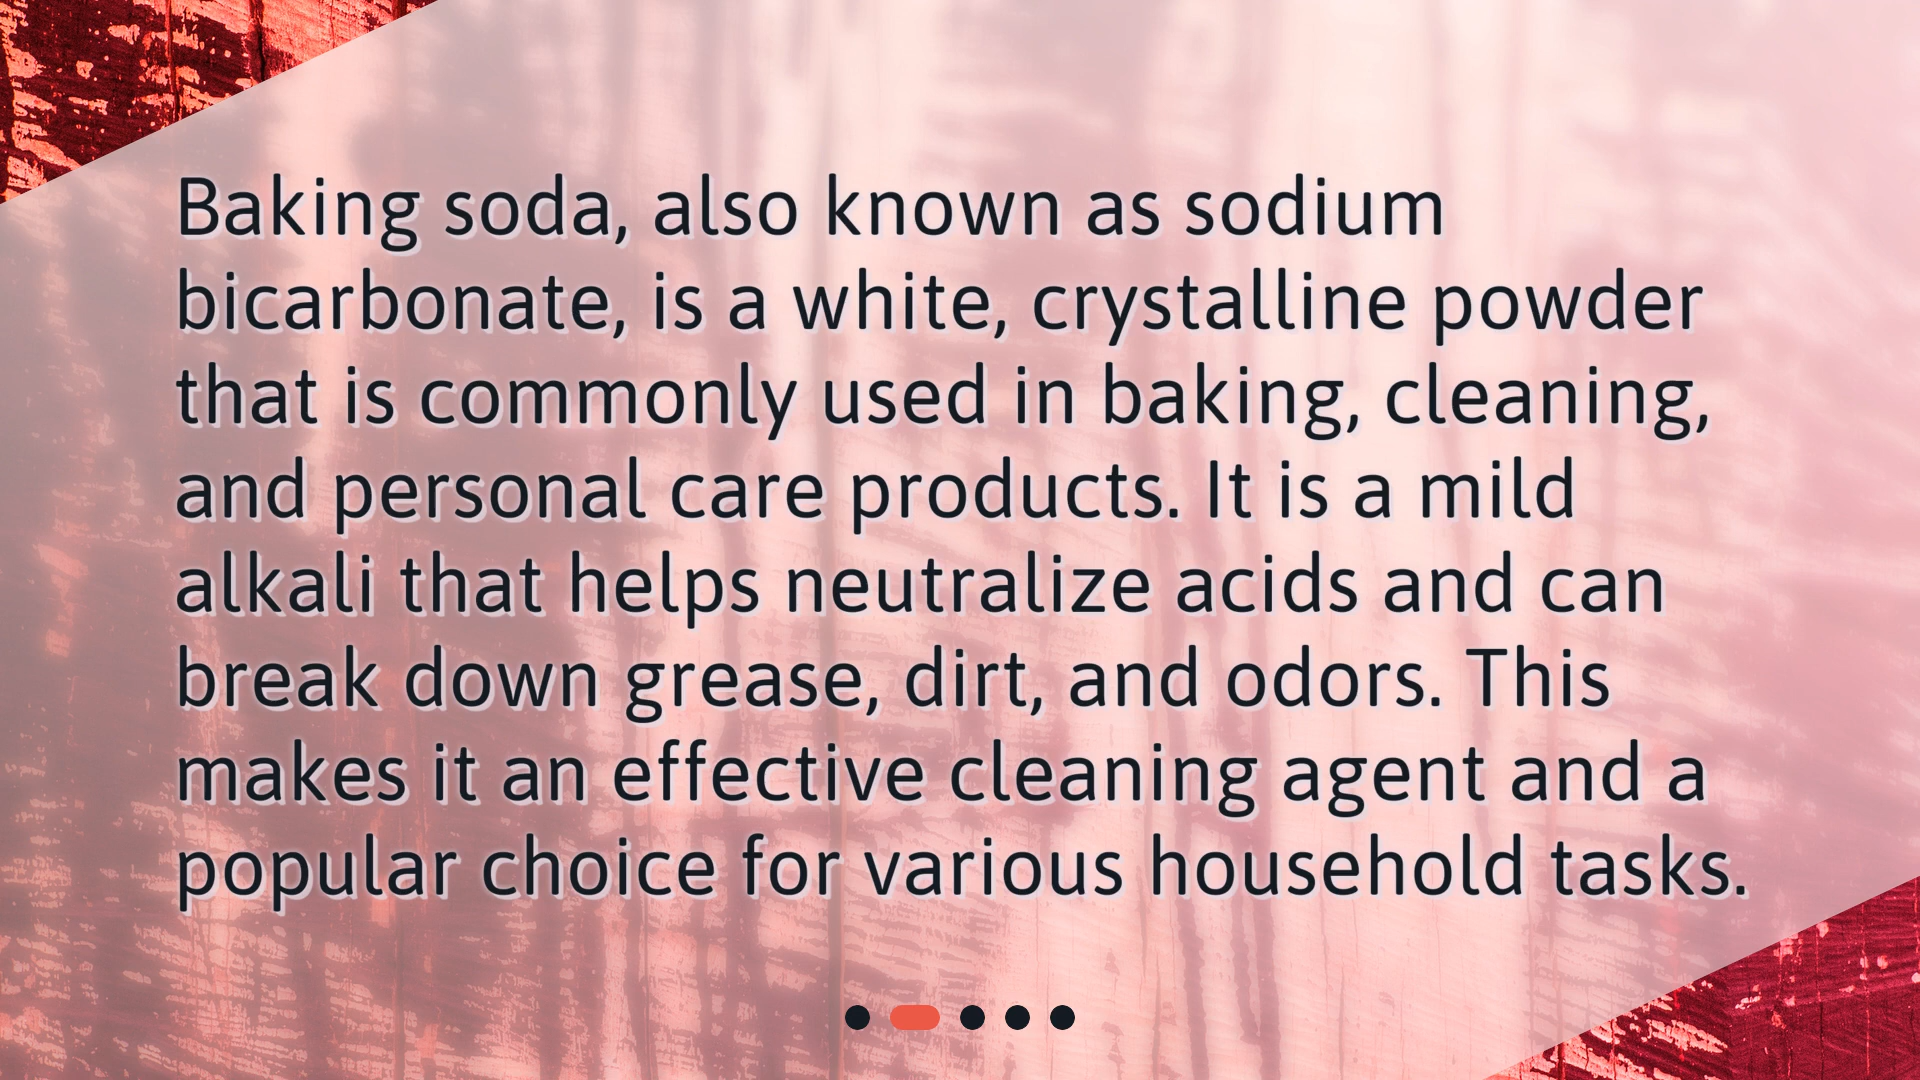 Baking soda, also known as sodium
bicarbonate, is a white, crystalline powder
that is commonly used in baking, cleaning,
and personal care products. It is a mild
alkali that helps neutralize acids and can
break down grease, dirt, and odors. This
makes it an effective cleaning agent and a
popular choice for various household tasks.